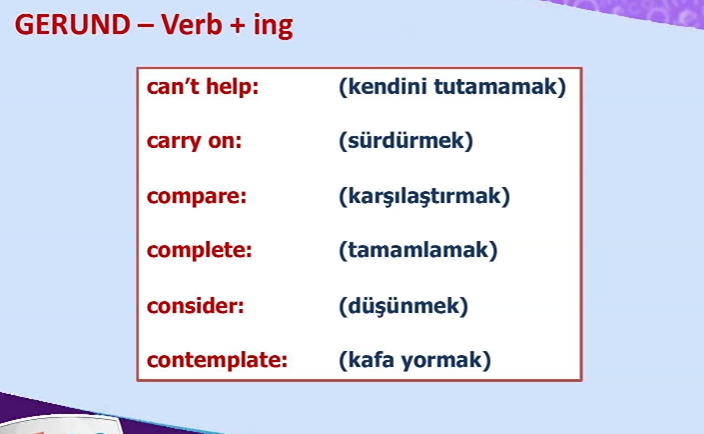 GERUND – Verb + ing
can't help: (kendini tutamamak)
carry on: (sürdürmek)
compare: (karşılaştırmak)
complete: (tamamlamak)
consider: (düşünmek)
contemplate: (kafa yormak)